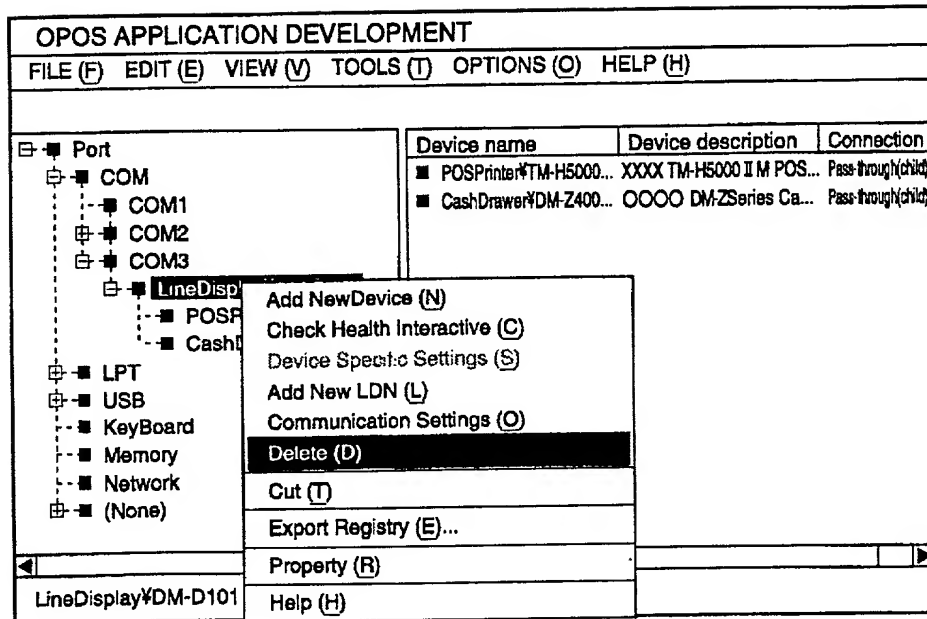 OPOS APPLICATION DEVELOPMENT
FILE (F) EDIT (E) VIEW (V) TOOLS (T) OPTIONS (O) HELP (H)
Port
COM
COM1
COM2
COM3
LineDisp
POSP
Cash
LPT
USB
KeyBoard
Memory
Network
(None)
Device name Device description Connection
POSPrinter¥TM-H5000... XXXX TM-H5000 II M POS... Pass-through(child)
CashDrawer¥DM-Z400... OOOO DM-ZSeries Ca... Pass-through(child)
Add NewDevice (N)
Check Health Interactive (C)
Device Specific Settings (S)
Add New LDN (L)
Communication Settings (O)
Delete (D)
Cut (T)
Export Registry (E)...
Property (R)
Help (H)
LineDisplay¥DM-D101